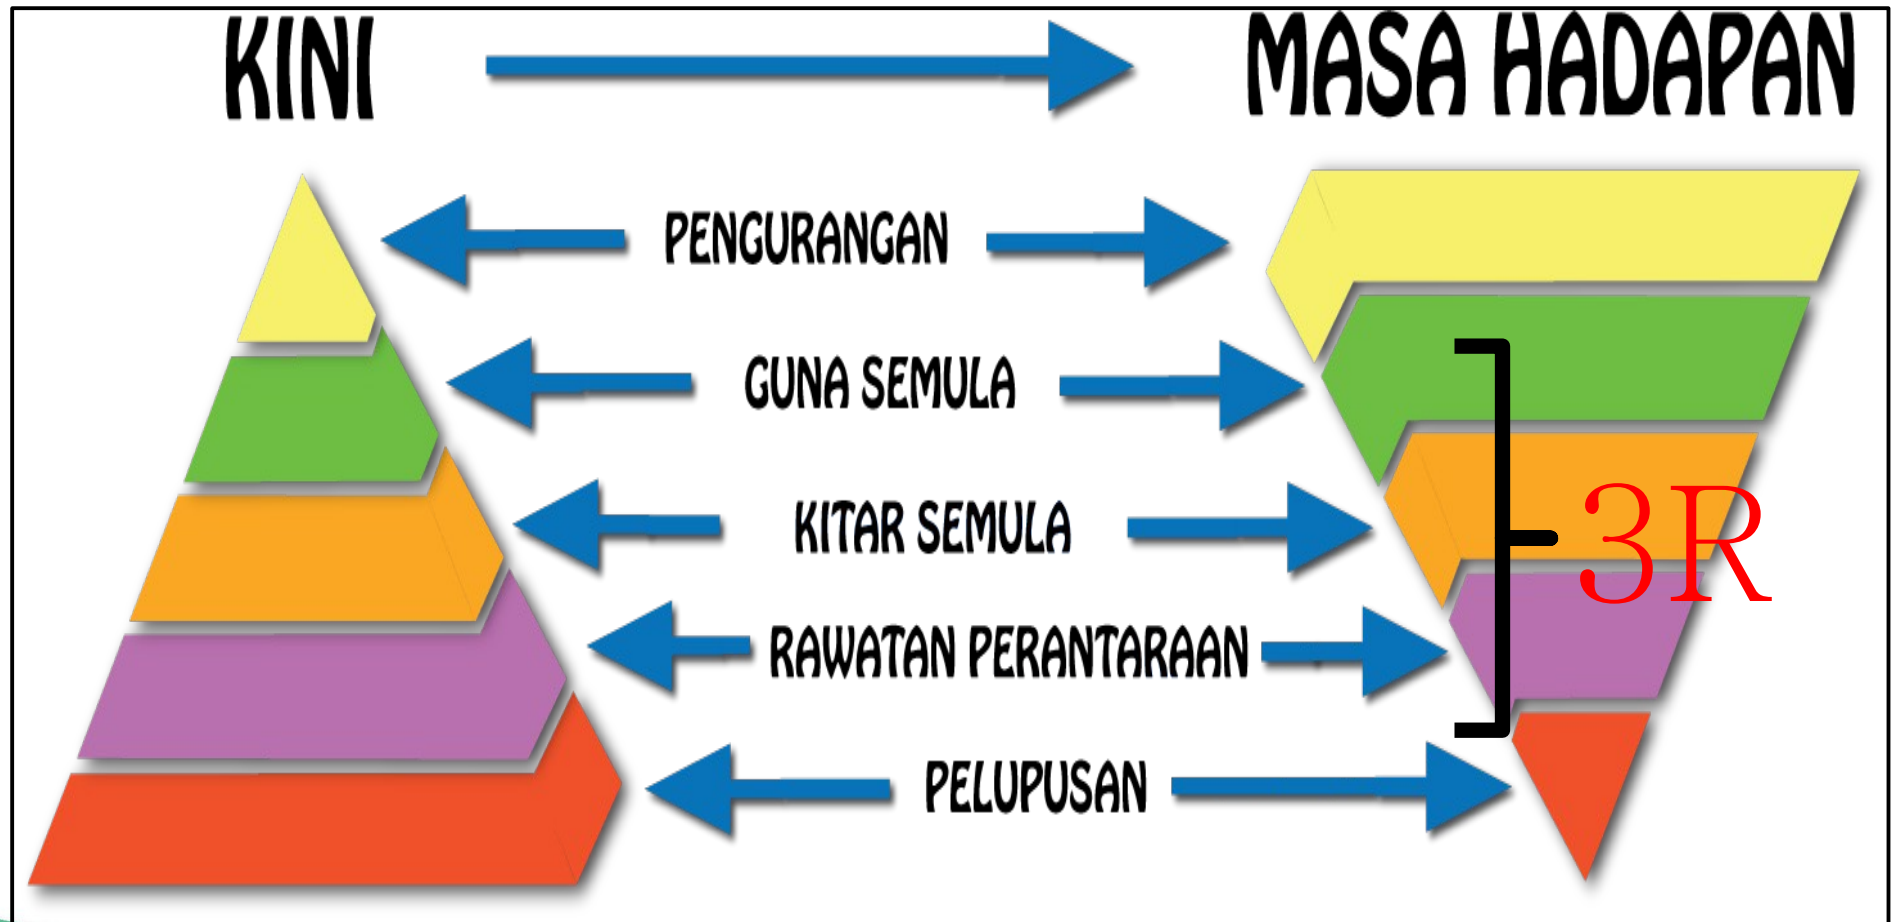 KINI
MASA HADAPAN
PENGURANGAN
GUNA SEMULA
KITAR SEMULA
3R
RAWATAN PERANTARAAN
PELUPUSAN